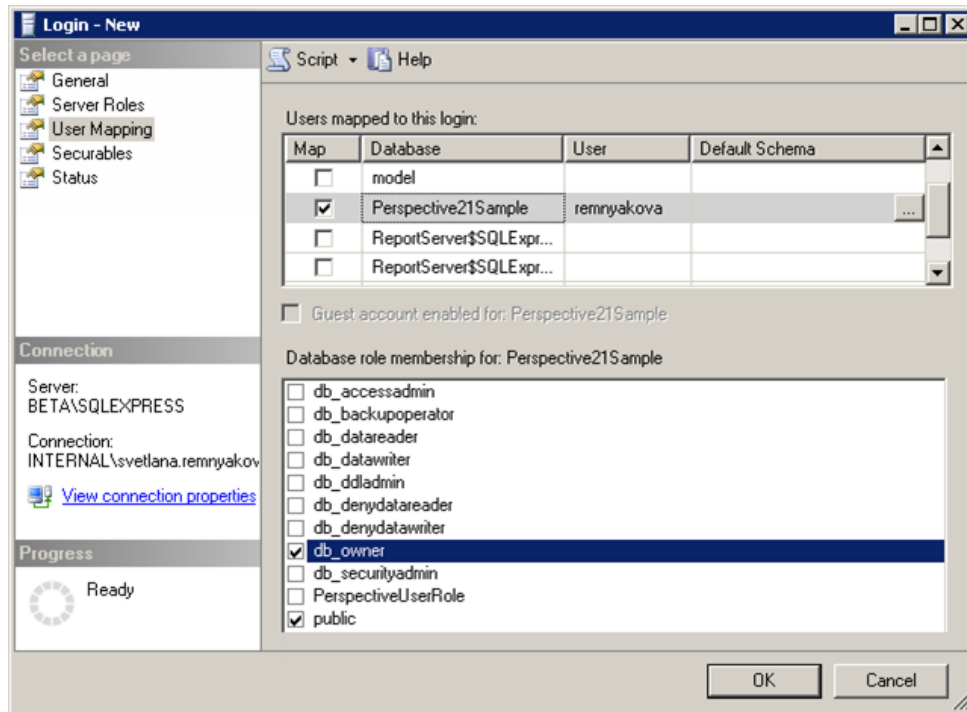 Login - New
Select a page
General
Server Roles
User Mapping
Securables
Status
Script
Help
Users mapped to this login:
Map Database User Default Schema
model
Perspective21Sample remnyakova ...
ReportServer$SQLExpr...
ReportServer$SQLExpr...
Guest account enabled for: Perspective21Sample
Database role membership for: Perspective21Sample
db_accessadmin
db_backupoperator
db_datareader
db_datawriter
db_ddladmin
db_denydatareader
db_denydatawriter
db_owner
db_securityadmin
PerspectiveUserRole
public
Connection
Server:
BETA\SQLEXPRESS
Connection:
INTERNAL\svetlana.remnyakov
View connection properties
Progress
Ready
OK
Cancel